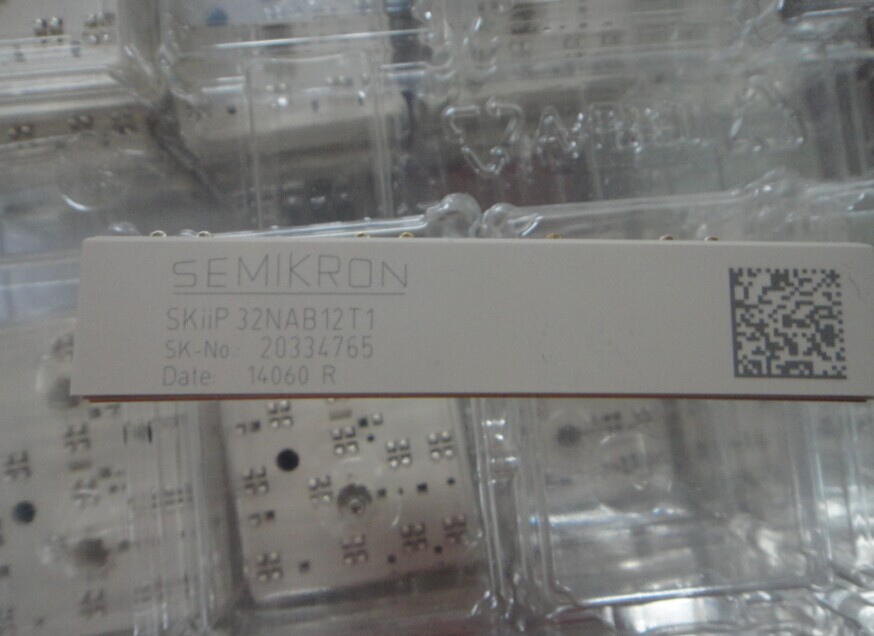 SEMIKRON
SKiiP 32NAB12T1
SK-No.: 20334765
Date: 14060 R